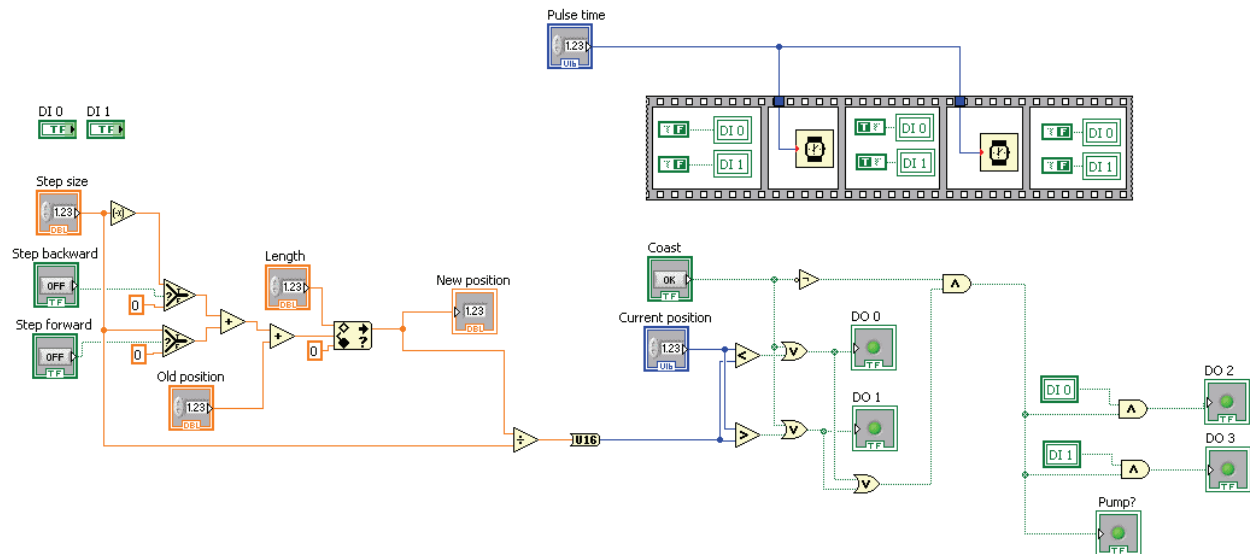 Pulse time
1.23
U16
DI 0 DI 1
TF TF
F DI 0 T DI 0 F DI 0
F DI 1 T DI 1 F DI 1
Step size
1.23
DBL
(-x)
Step backward
OFF
TF
? F
0
Step forward
OFF
TF
? T F
0
+
+
Old position
1.23
DBL
Length
1.23
DBL
?
0
New position
1.23
DBL
÷
U16
Coast
OK
TF
¬
Λ
Current position
1.23
U16
<
>
V
V
V
DO 0
TF
DO 1
TF
DI 0
Λ
DO 2
TF
DI 1
Λ
DO 3
TF
Pump?
TF